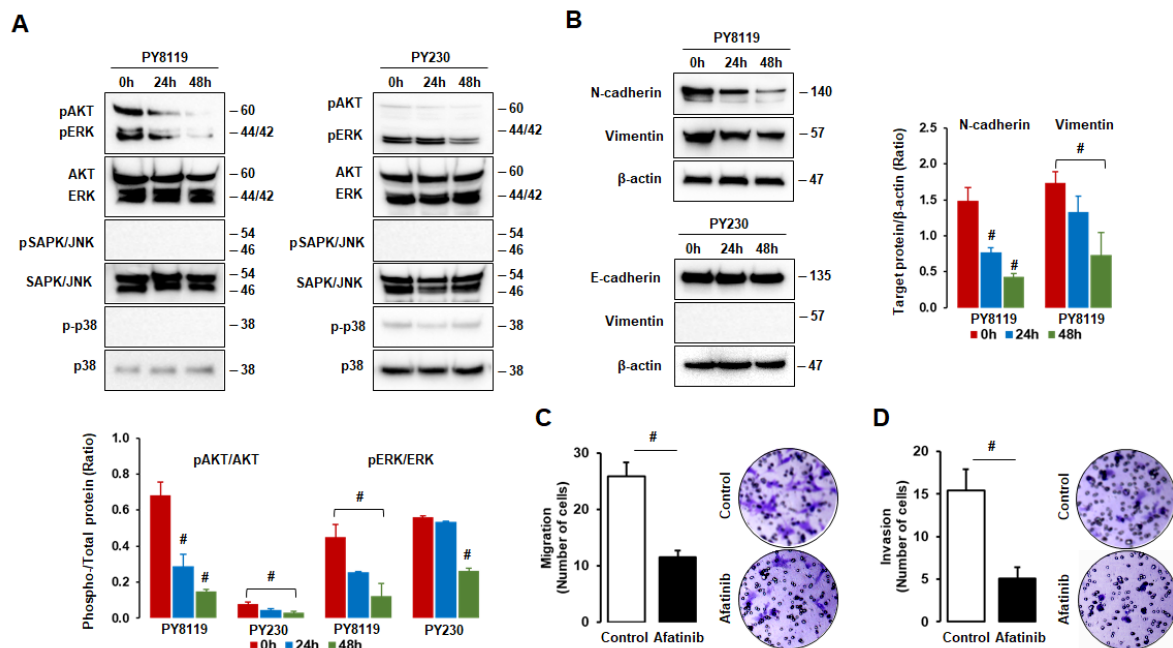 A
PY8119
0h 24h 48h
pAKT
– 60
pERK
– 44/42
AKT
– 60
ERK
– 44/42
pSAPK/JNK
– 54
– 46
SAPK/JNK
– 54
– 46
p-p38
– 38
p38
– 38
PY230
0h 24h 48h
pAKT
– 60
pERK
– 44/42
AKT
– 60
ERK
– 44/42
pSAPK/JNK
– 54
– 46
SAPK/JNK
– 54
– 46
p-p38
– 38
p38
– 38
Phospho-/Total protein (Ratio)
1.0
0.8
0.6
0.4
0.2
0.0
pAKT/AKT
pERK/ERK
# # # # #
PY8119 PY230 PY8119 PY230
0h 24h 48h
B
PY8119
0h 24h 48h
N-cadherin – 140
Vimentin – 57
β-actin – 47
PY230
0h 24h 48h
E-cadherin – 135
Vimentin – 57
β-actin – 47
Target protein/β-actin (Ratio)
2.5
2.0
1.5
1.0
0.5
0.0
N-cadherin Vimentin
# # #
PY8119 PY8119
0h 24h 48h
C
Migration
(Number of cells)
30
20
10
0
#
Control Afatinib
Control
Afatinib
D
Invasion
(Number of cells)
20
15
10
5
0
#
Control Afatinib
Control
Afatinib